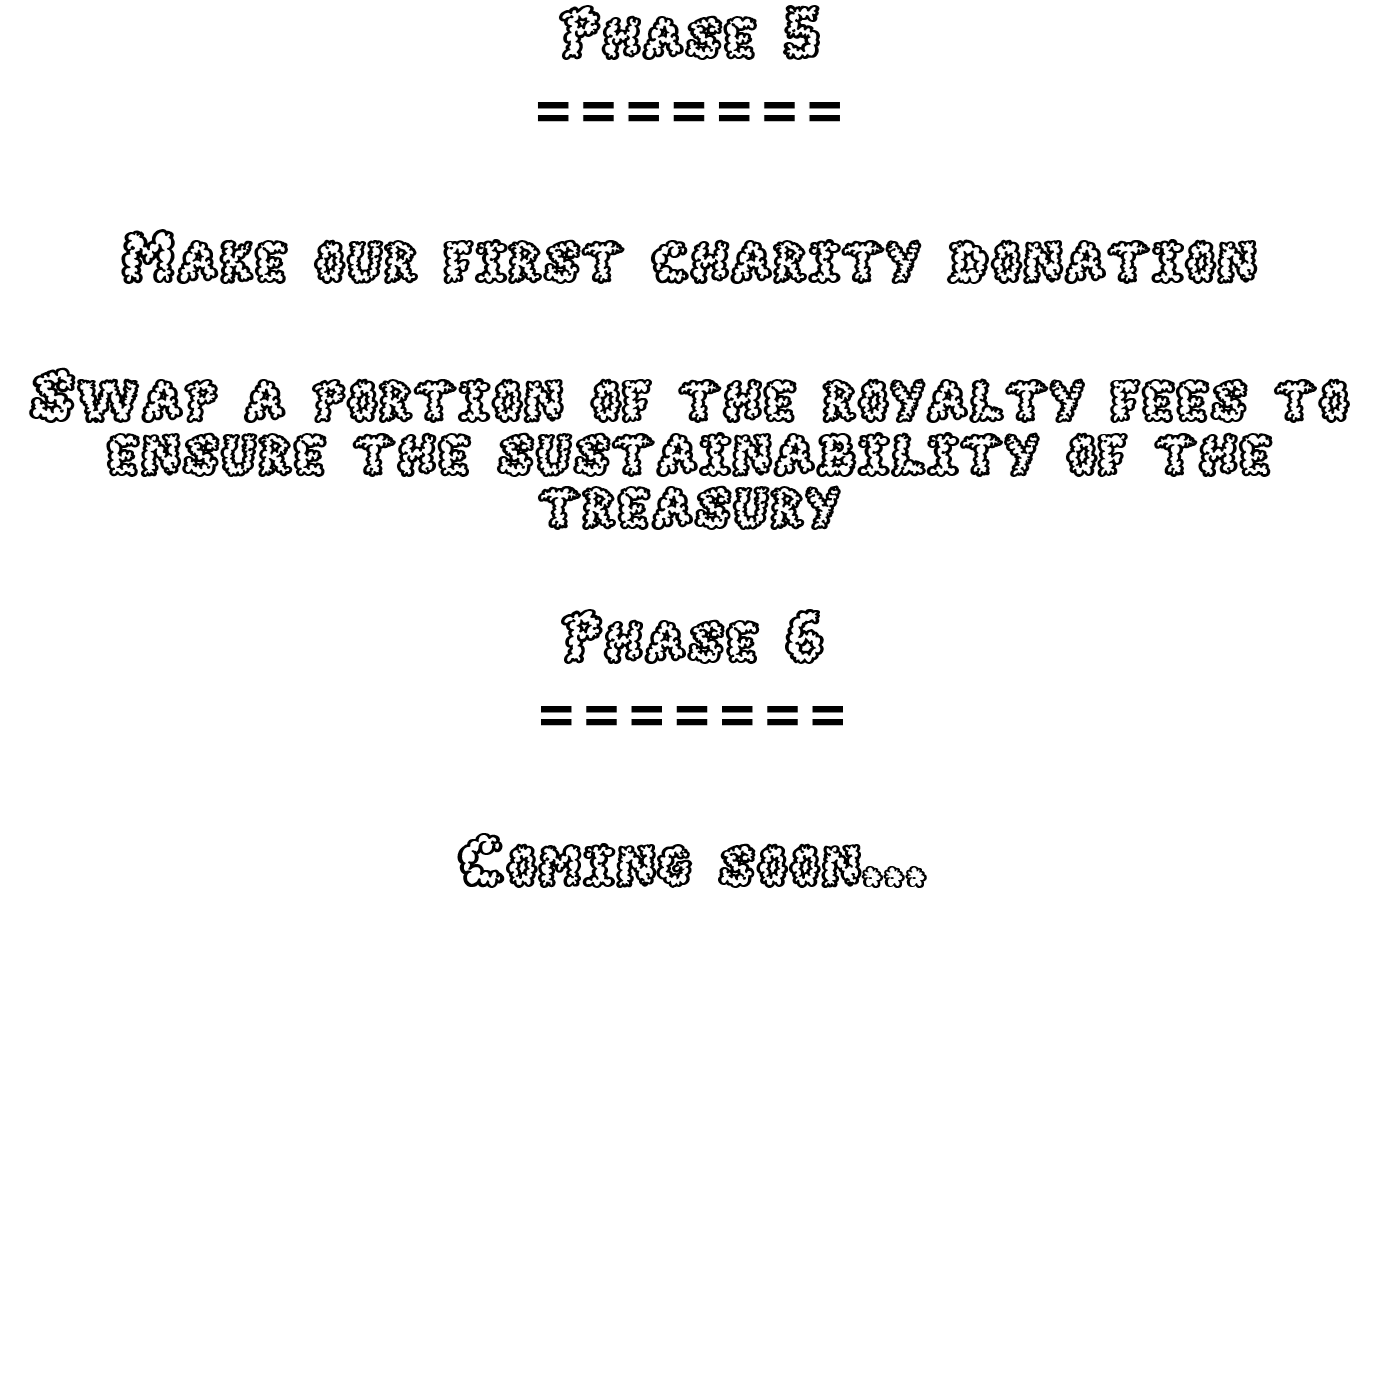 Phase 5
=======
Make our first charity donation
Swap a portion of the royalty fees to
ensure the sustainability of the
treasury
Phase 6
=======
Coming soon...